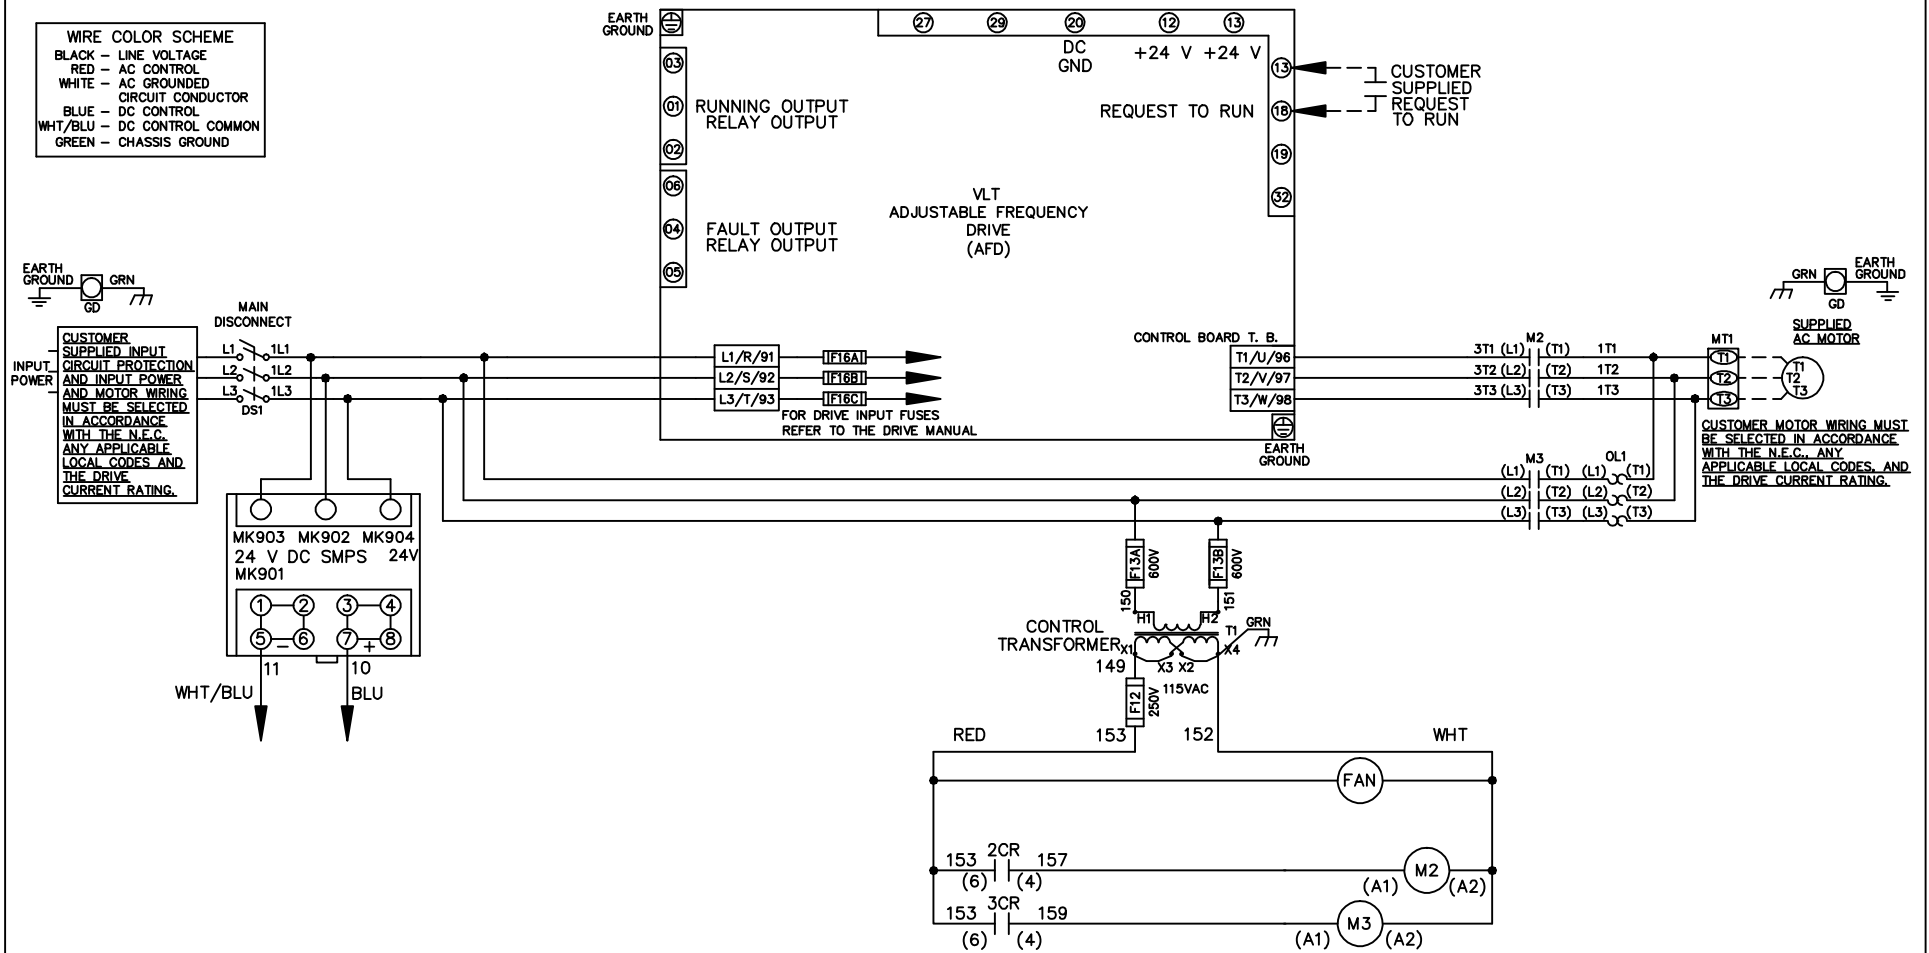 WIRE COLOR SCHEME
BLACK – LINE VOLTAGE
RED – AC CONTROL
WHITE – AC GROUNDED
CIRCUIT CONDUCTOR
BLUE – DC CONTROL
WHT/BLU – DC CONTROL COMMON
GREEN – CHASSIS GROUND
EARTH
GROUND
03
01
02
RUNNING OUTPUT
RELAY OUTPUT
06
04
05
FAULT OUTPUT
RELAY OUTPUT
27 29 20 12 13
DC
GND
+24 V +24 V
13
REQUEST TO RUN 18
19
32
CUSTOMER
SUPPLIED
REQUEST
TO RUN
VLT
ADJUSTABLE FREQUENCY
DRIVE
(AFD)
EARTH
GROUND
GRN
GD
MAIN
DISCONNECT
INPUT
POWER
CUSTOMER
SUPPLIED INPUT
CIRCUIT PROTECTION
AND INPUT POWER
AND MOTOR WIRING
MUST BE SELECTED
IN ACCORDANCE
WITH THE N.E.C.
ANY APPLICABLE
LOCAL CODES AND
THE DRIVE
CURRENT RATING.
L1 1L1
L2 1L2
L3 1L3
DS1
L1/R/91 F16A
L2/S/92 F16B
L3/T/93 F16C
FOR DRIVE INPUT FUSES
REFER TO THE DRIVE MANUAL
CONTROL BOARD T. B.
T1/U/96
T2/V/97
T3/W/98
EARTH
GROUND
M2
3T1 (L1) (T1) 1T1
3T2 (L2) (T2) 1T2
3T3 (L3) (T3) 1T3
MT1
T1
T2
T3
GRN
EARTH
GROUND
GD
SUPPLIED
AC MOTOR
T1
T2
T3
CUSTOMER MOTOR WIRING MUST
BE SELECTED IN ACCORDANCE
WITH THE N.E.C., ANY
APPLICABLE LOCAL CODES, AND
THE DRIVE CURRENT RATING.
M3 OL1
(L1) (T1) (L1) (T1)
(L2) (T2) (L2) (T2)
(L3) (T3) (L3) (T3)
MK903 MK902 MK904
24 V DC SMPS 24V
MK901
1 2 3 4
5 – 6 7 + 8
11 10
WHT/BLU BLU
F13A 600V
F13B 600V
150 151
H1 H2
CONTROL
TRANSFORMER
T1
GRN
X1 X3 X2 X4
149
115VAC
F12 250V
RED 153 152 WHT
FAN
153 2CR 157
(6) (4)
M2
(A1) (A2)
153 3CR 159
(6) (4)
M3
(A1) (A2)